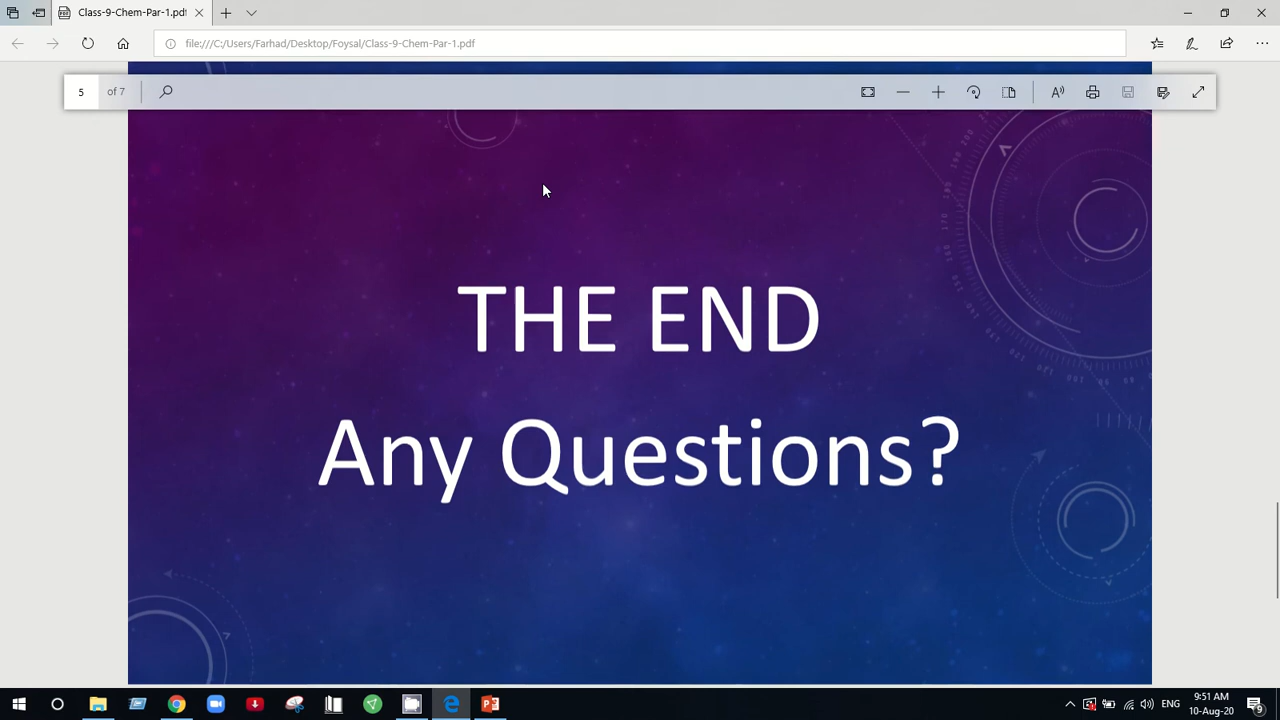 Class-9-Chem-Par-1.pdf
file:///C:/Users/Farhad/Desktop/Foysal/Class-9-Chem-Par-1.pdf
5 of 7
THE END
Any Questions?
ENG
9:51 AM
10-Aug-20